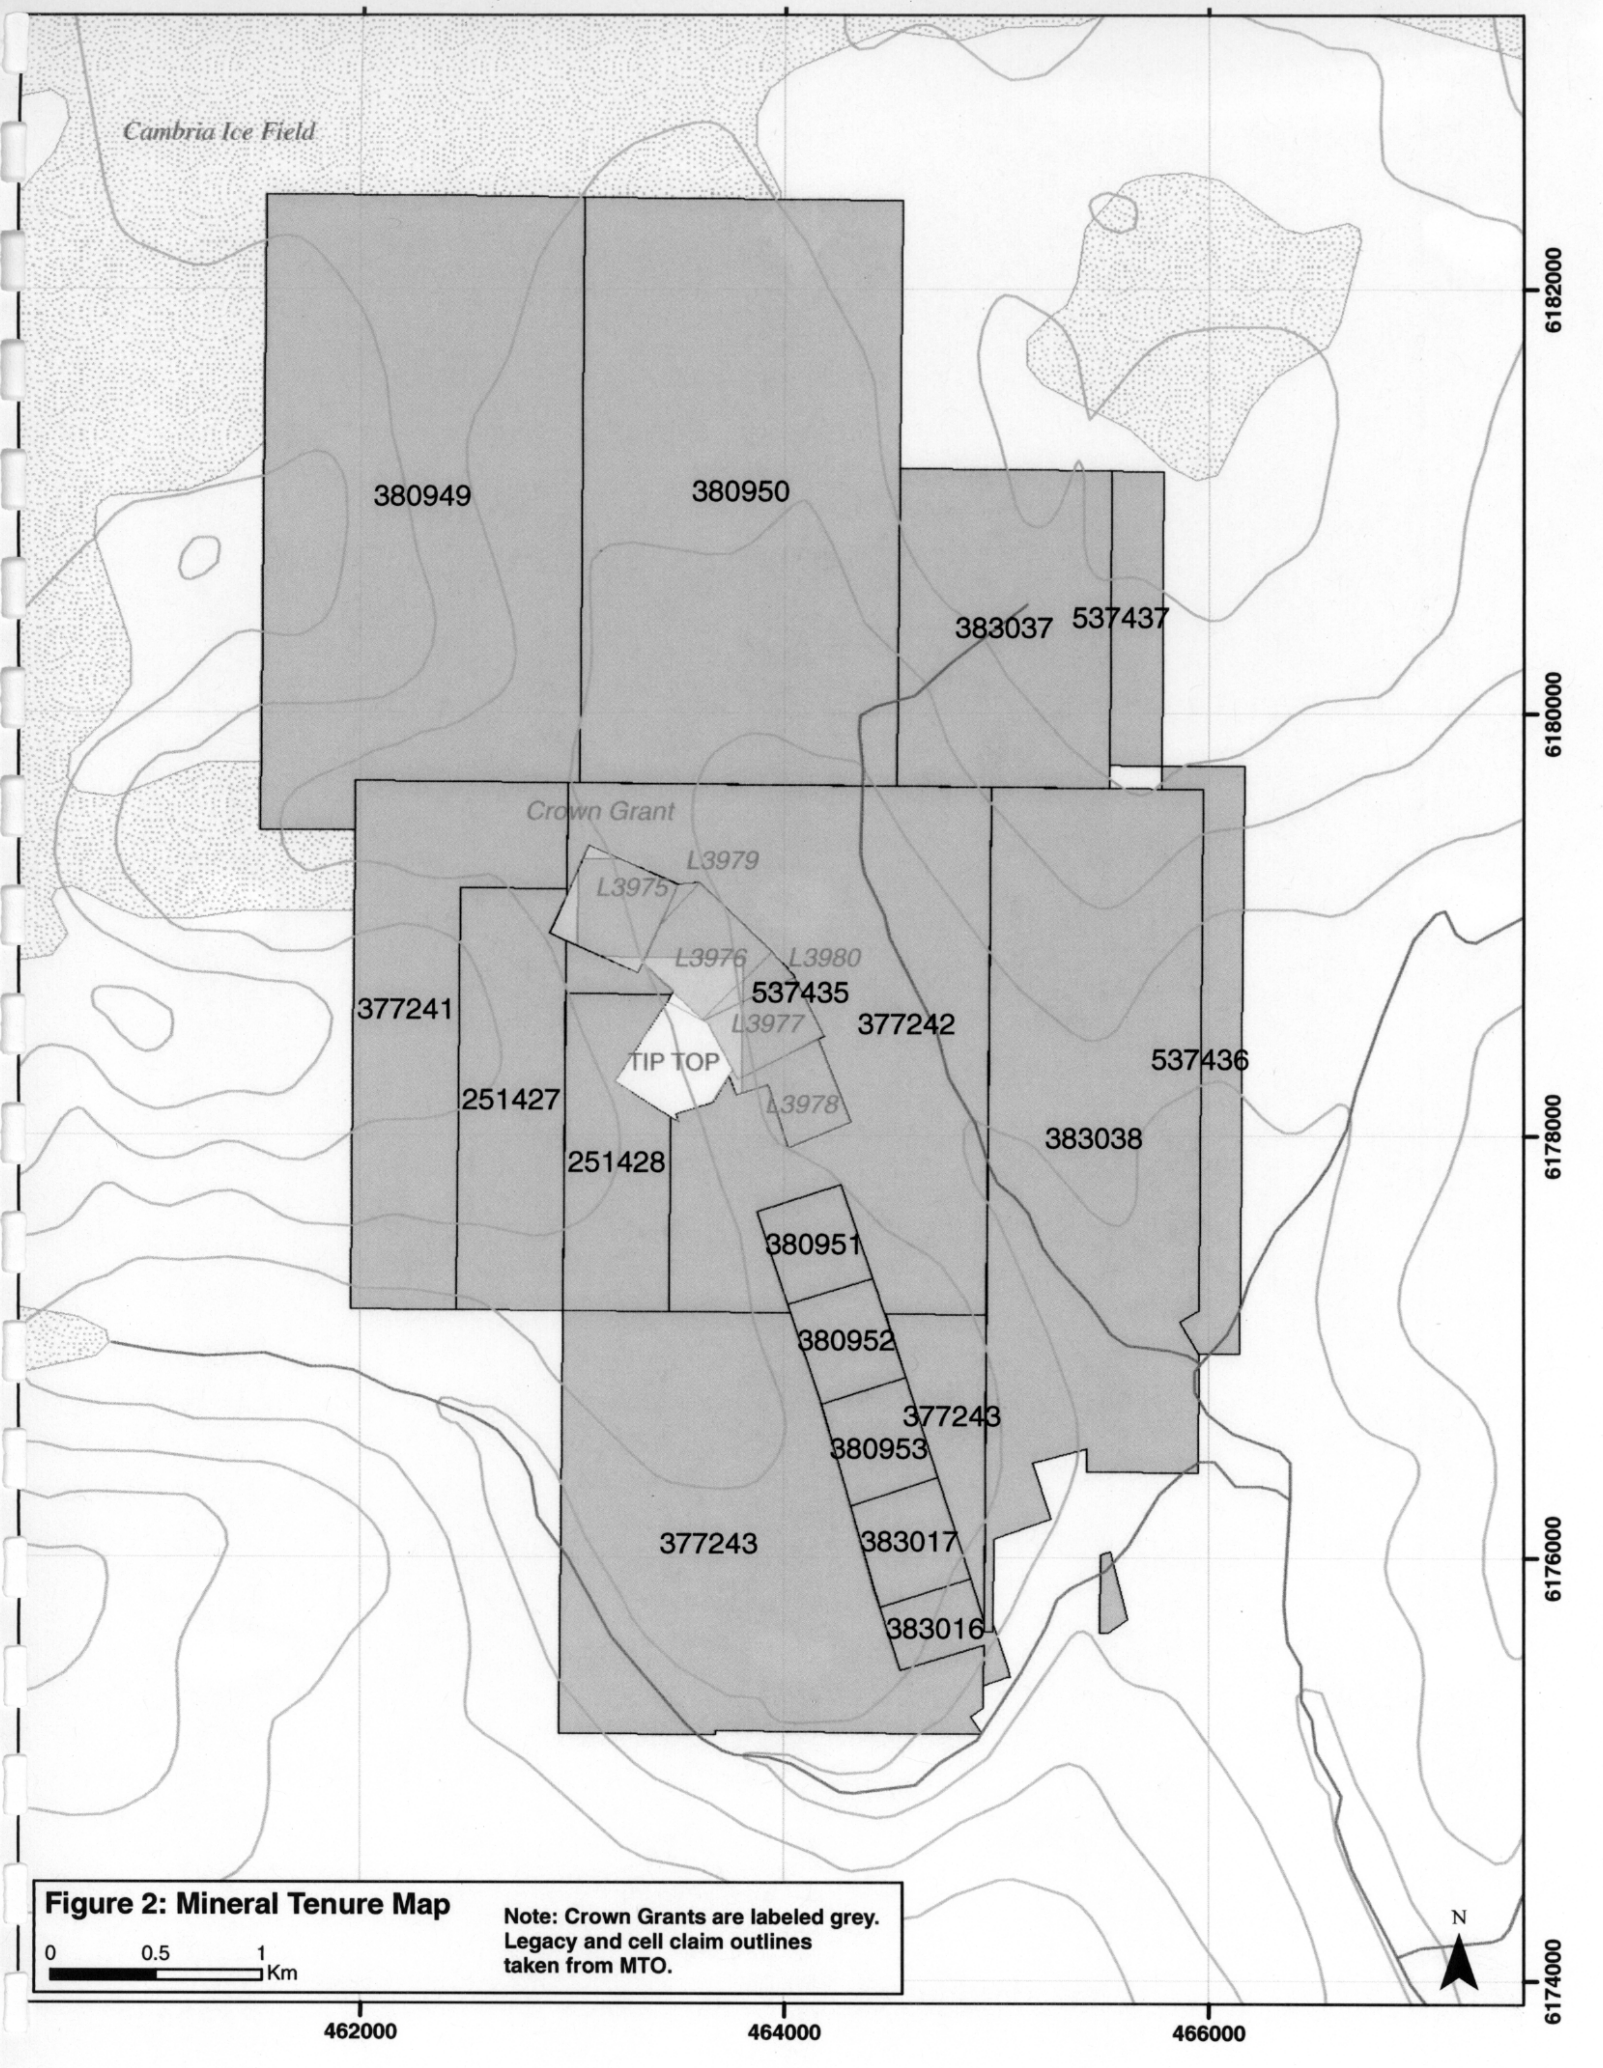 Cambria Ice Field
6182000
380949
380950
383037
537437
6180000
Crown Grant
L3979
L3975
L3976
L3980
537435
L3977
377241
377242
TIP TOP
537436
251427
L3978
383038
6178000
251428
380951
380952
377243
380953
377243
383017
6176000
383016
Figure 2: Mineral Tenure Map
0 0.5 1
Km
Note: Crown Grants are labeled grey.
Legacy and cell claim outlines
taken from MTO.
N
6174000
462000
464000
466000